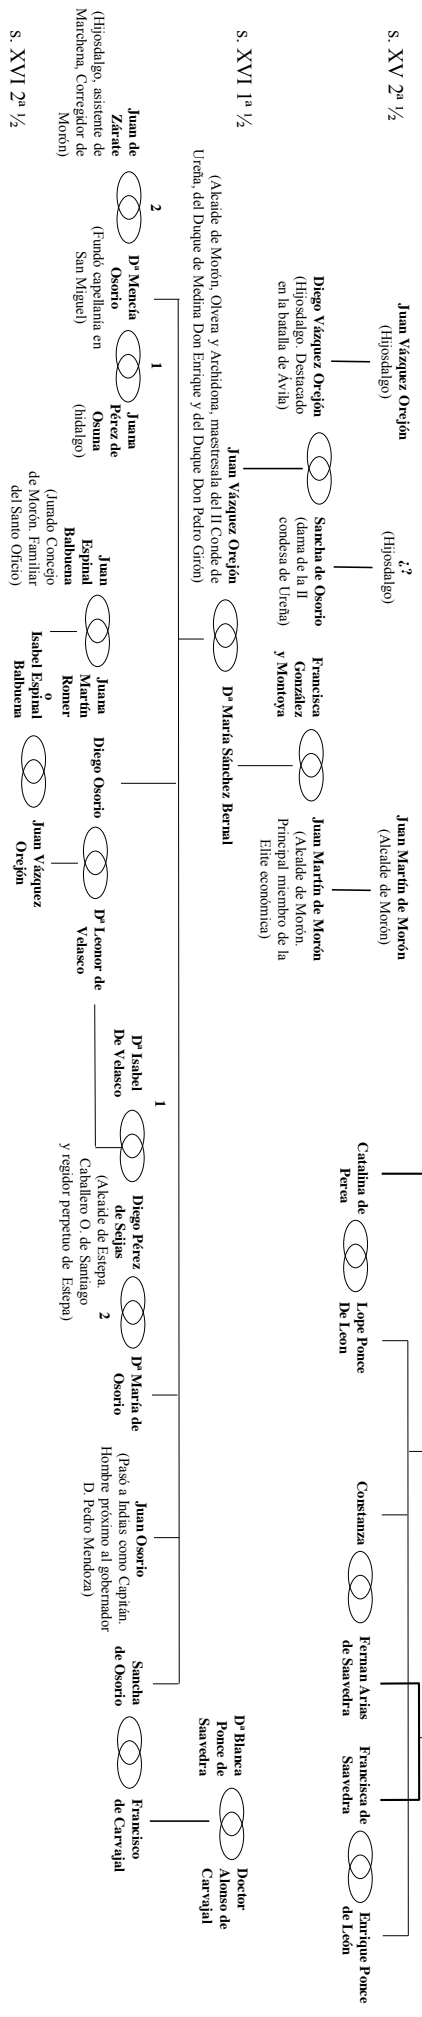 s. XV 2ª ½
Juan Vázquez Orejón
(Hijosdalgo)
¿?
(Hijosdalgo)
Juan Martín de Morón
(Alcalde de Morón)
Catalina de
Perea
Lope Ponce
De Leon
Constanza
Fernan Arias
de Saavedra
Francisca de
Saavedra
Enrique Ponce
de León
Diego Vázquez Orejón
(Hijosdalgo. Destacado
en la batalla de Ávila)
Sancha de Osorio
(dama de la II
condesa de Ureña)
Francisca
González
y Montoya
Juan Martín de Morón
(Alcalde de Morón.
Principal miembro de la
Elite económica)
s. XVI 1ª ½
Juan Vázquez Orejón
(Alcaide de Morón, Olvera y Archidona, maestresala del II Conde de
Ureña, del Duque de Medina Don Enrique y del Duque Don Pedro Girón)
Dª María Sánchez Bernal
Dª Blanca
Ponce de
Saavedra
Doctor
Alonso de
Carvajal
2
1
1
Juan de
Zárate
(Hijosdalgo, asistente de
Marchena, Corregidor de
Morón)
Dª Mencía
Osorio
(Fundó capellanía en
San Miguel)
Juana
Pérez de
Osuna
(hidalgo)
Juan
Espinal
Balbuena
(Jurado Concejo
de Morón. Familiar
del Santo Oficio)
Juana
Martín
Romer
Diego Osorio
Dª Leonor de
Velasco
Dª Isabel
De Velasco
Diego Pérez
de Seijas
(Alcaide de Estepa.
Caballero O. de Santiago
y regidor perpetuo de Estepa)
2
Dª María de
Osorio
Juan Osorio
(Pasó a Indias como Capitán.
Hombre próximo al gobernador
D. Pedro Mendoza)
Sancha
de Osorio
Francisco
de Carvajal
s. XVI 2ª ½
Isabel Espinal
o
Balbuena
Juan Vázquez
Orejón